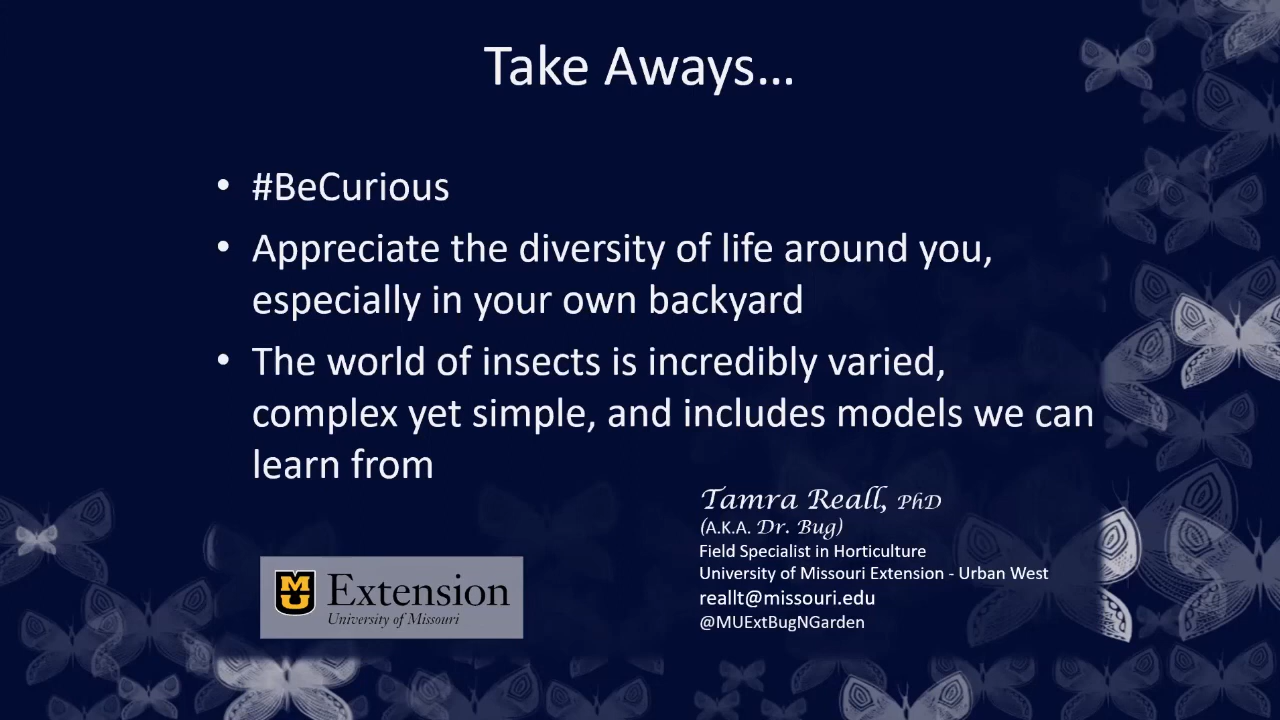 Take Aways…
• #BeCurious
• Appreciate the diversity of life around you,
especially in your own backyard
• The world of insects is incredibly varied,
complex yet simple, and includes models we can
learn from
Tamra Reall, PhD
(A.K.A. Dr. Bug)
Field Specialist in Horticulture
University of Missouri Extension - Urban West
reallt@missouri.edu
@MUExtBugNGarden
MU Extension
University of Missouri